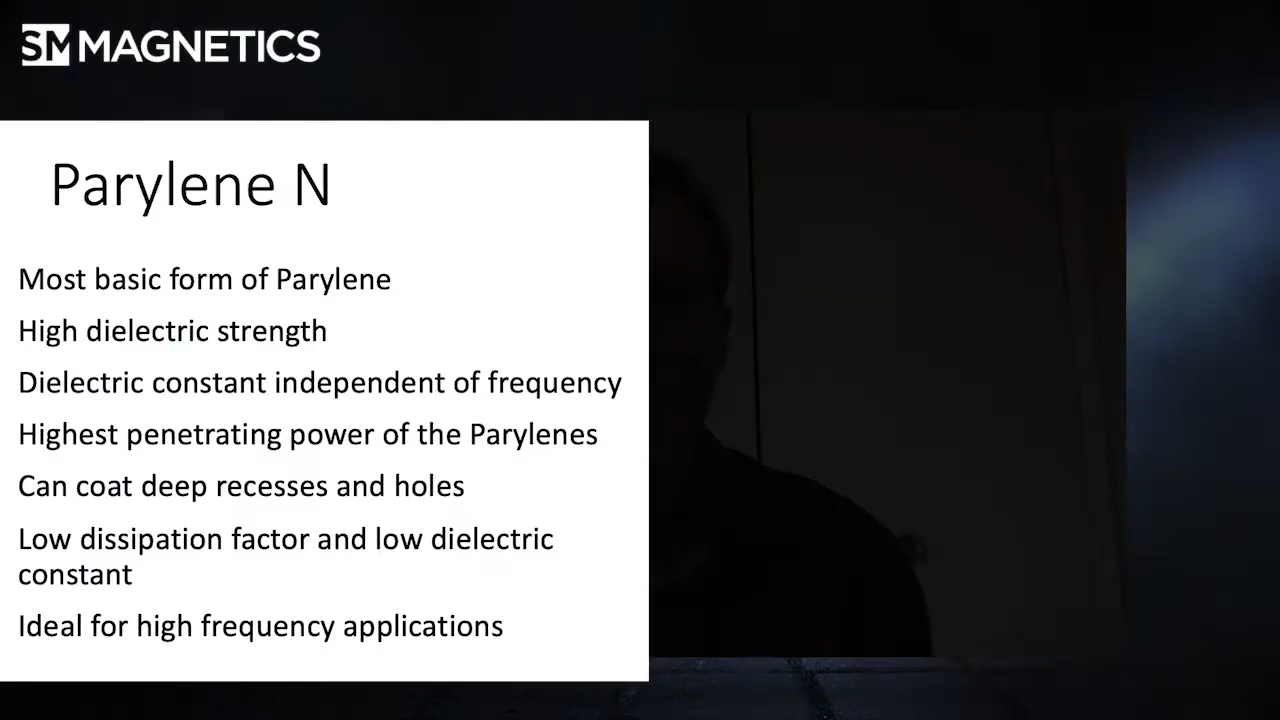 SM MAGNETICS
Parylene N
Most basic form of Parylene
High dielectric strength
Dielectric constant independent of frequency
Highest penetrating power of the Parylenes
Can coat deep recesses and holes
Low dissipation factor and low dielectric
constant
Ideal for high frequency applications